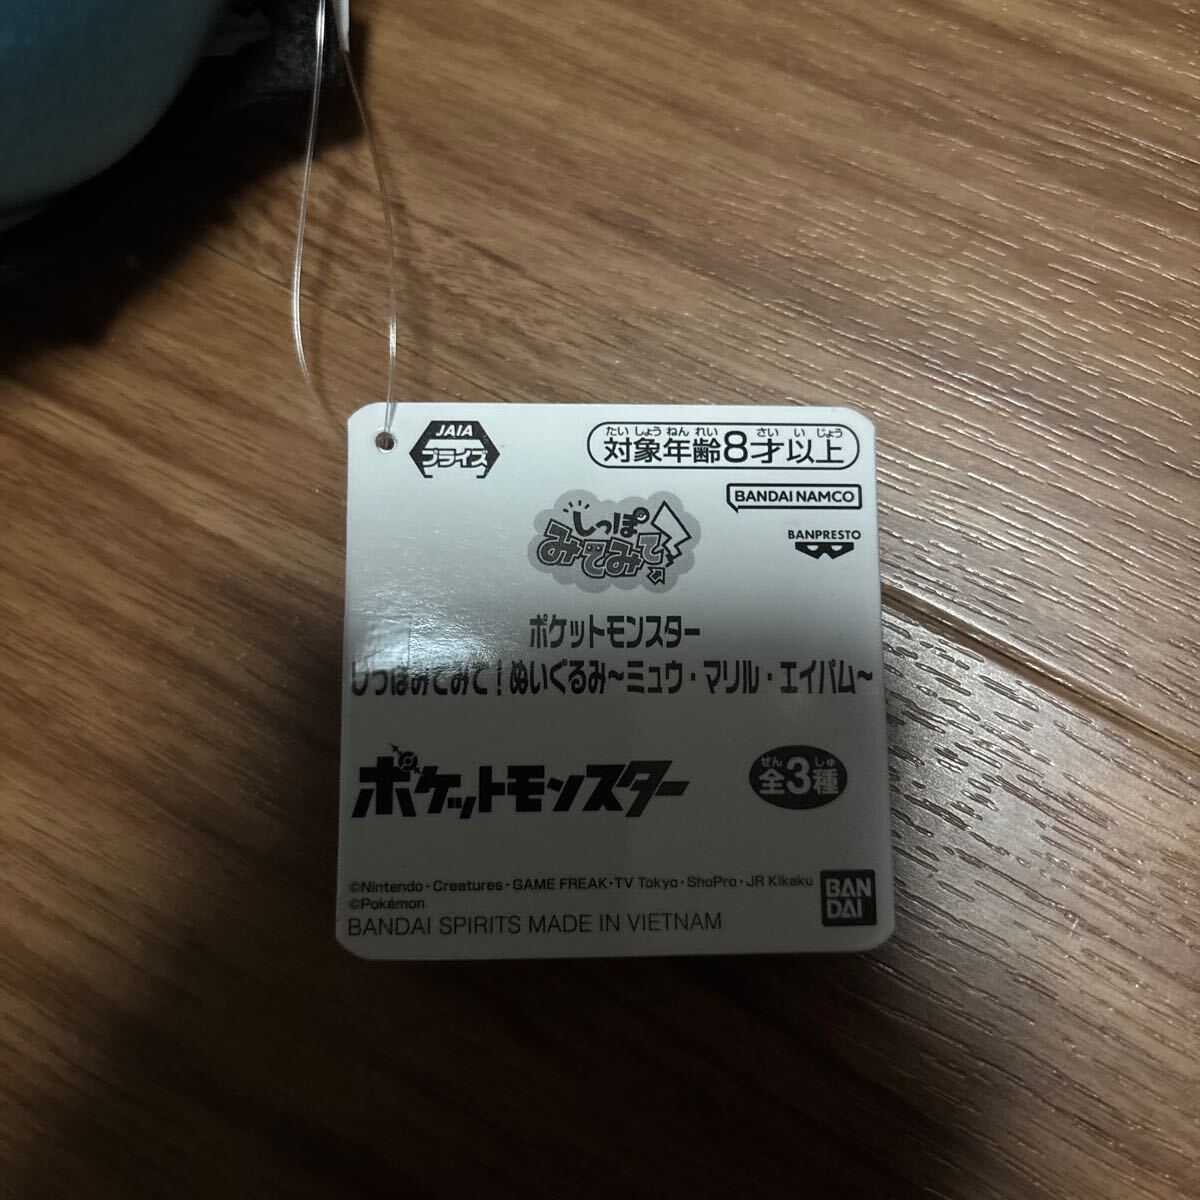 JAIA
プライズ
たいしょうねんれい さいいじょう
対象年齢8才以上
BANDAI NAMCO
BANPRESTO
しっぽ
みてみて!
ポケットモンスター
しっぽみてみて!ぬいぐるみ~ミュウ・マリル・エイパム~
ポケットモンスター
ぜん しゅ
全3種
©Nintendo・Creatures・GAME FREAK・TV Tokyo・ShoPro・JR Kikaku
©Pokémon
BANDAI SPIRITS MADE IN VIETNAM
BAN
DAI